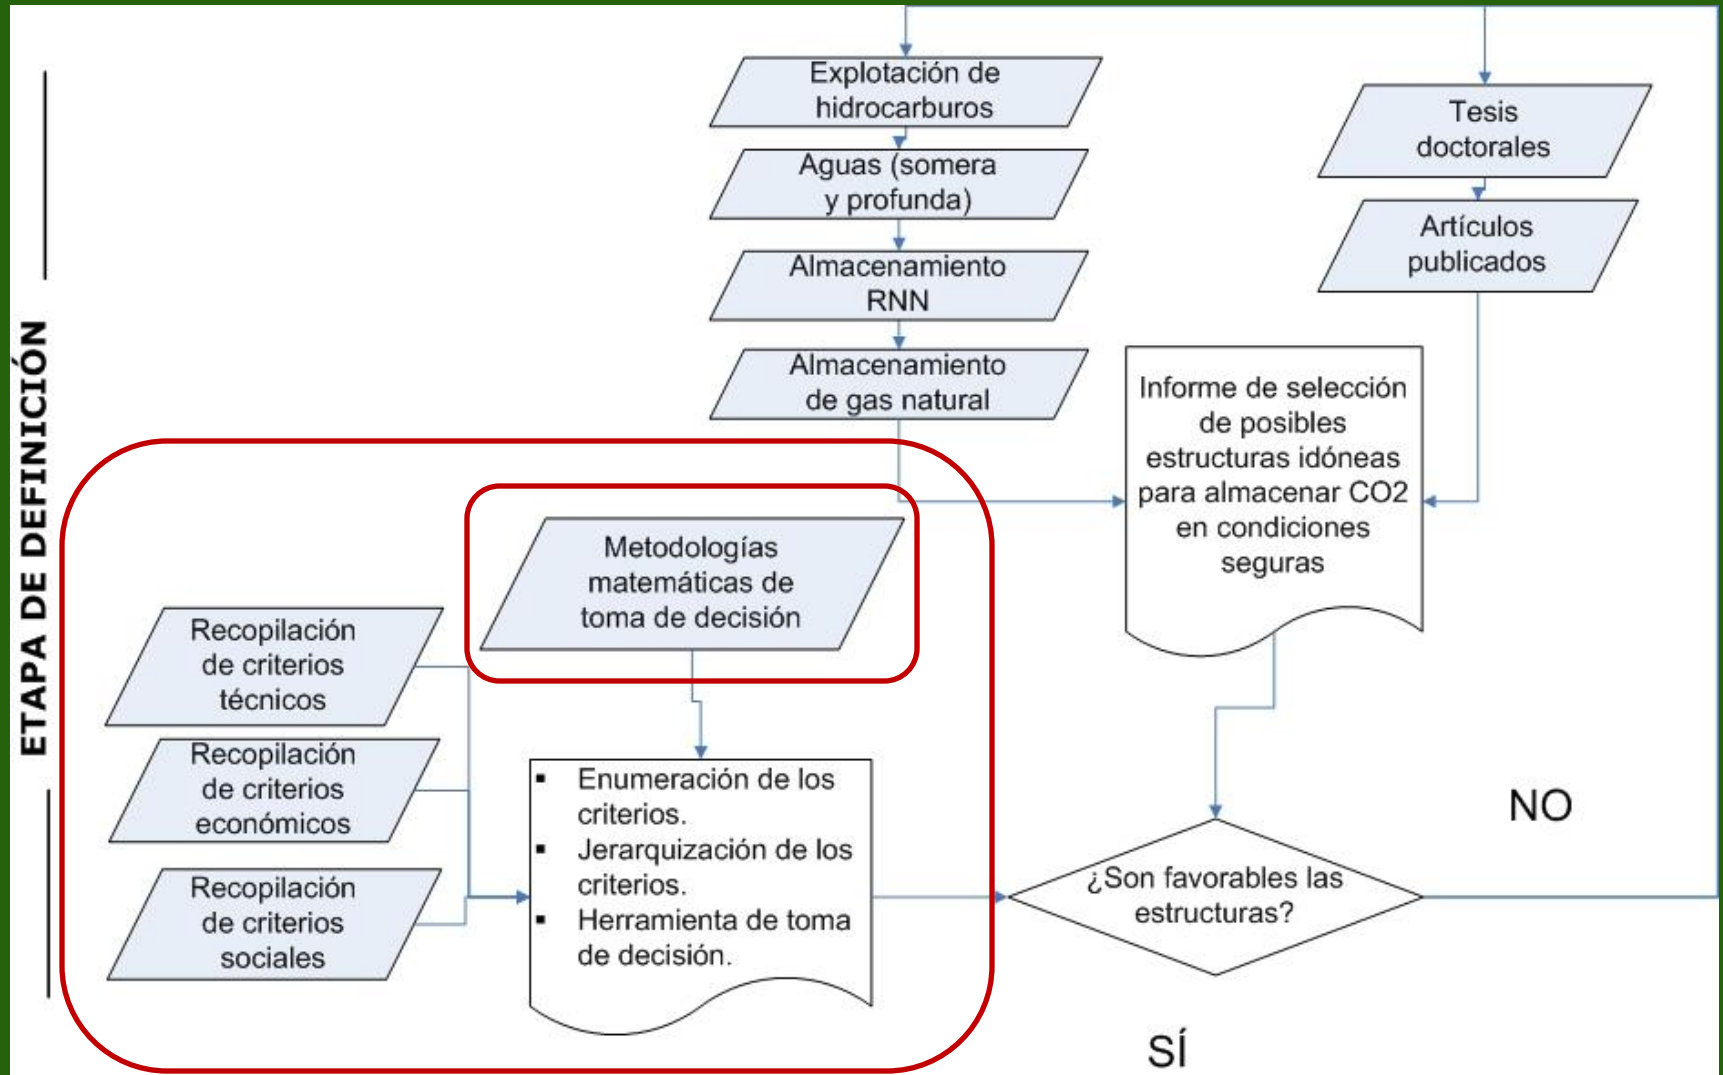 ETAPA DE DEFINICIÓN
Explotación de
hidrocarburos
Aguas (somera
y profunda)
Almacenamiento
RNN
Almacenamiento
de gas natural
Tesis
doctorales
Artículos
publicados
Informe de selección
de posibles
estructuras idóneas
para almacenar CO2
en condiciones
seguras
Metodologías
matemáticas de
toma de decisión
Recopilación
de criterios
técnicos
Recopilación
de criterios
económicos
Recopilación
de criterios
sociales
▪ Enumeración de los
criterios.
▪ Jerarquización de los
criterios.
▪ Herramienta de toma
de decisión.
¿Son favorables las
estructuras?
NO
SÍ